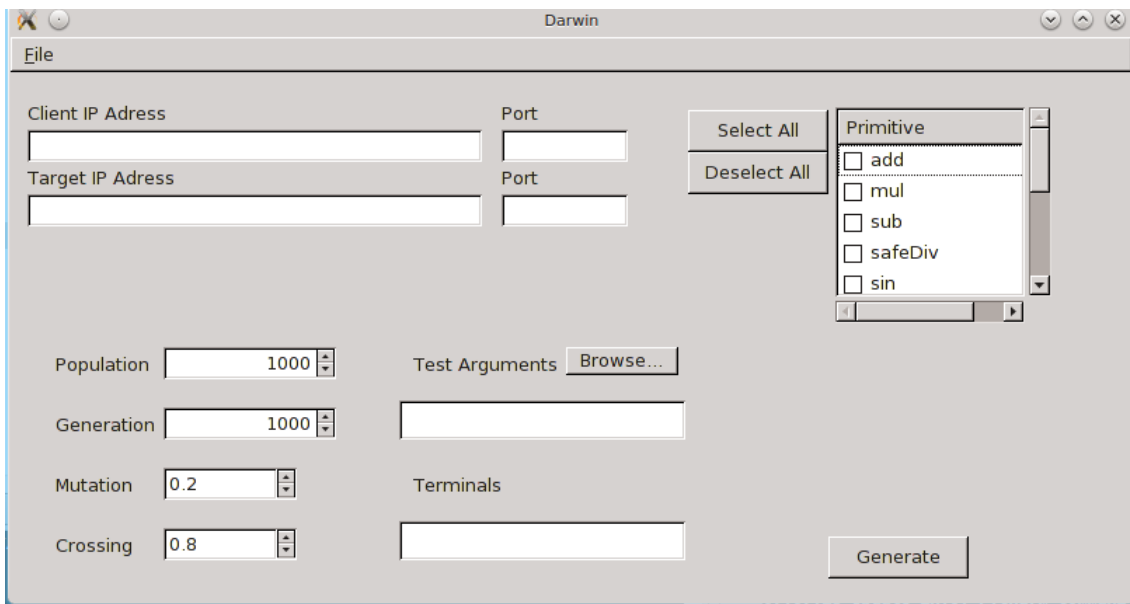 Darwin
File
Client IP Adress
Port
Target IP Adress
Port
Select All
Deselect All
Primitive
add
mul
sub
safeDiv
sin
Population
1000
Test Arguments
Browse...
Generation
1000
Mutation
0.2
Terminals
Crossing
0.8
Generate